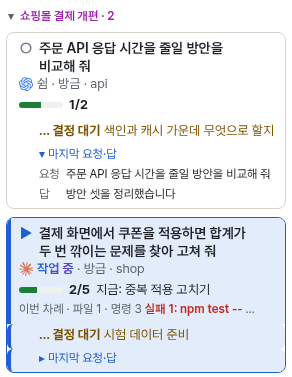 ▼ 쇼핑몰 결제 개편 · 2
주문 API 응답 시간을 줄일 방안을
비교해 줘
쉼 · 방금 · api
1/2
... 결정 대기 색인과 캐시 가운데 무엇으로 할지
▾ 마지막 요청·답
요청 주문 API 응답 시간을 줄일 방안을 비교해 줘
답 방안 셋을 정리했습니다
결제 화면에서 쿠폰을 적용하면 합계가
두 번 깎이는 문제를 찾아 고쳐 줘
작업 중 · 방금 · shop
2/5 지금: 중복 적용 고치기
이번 차례 · 파일 1 · 명령 3 실패 1: npm test -- ...
... 결정 대기 시험 데이터 준비
▸ 마지막 요청·답